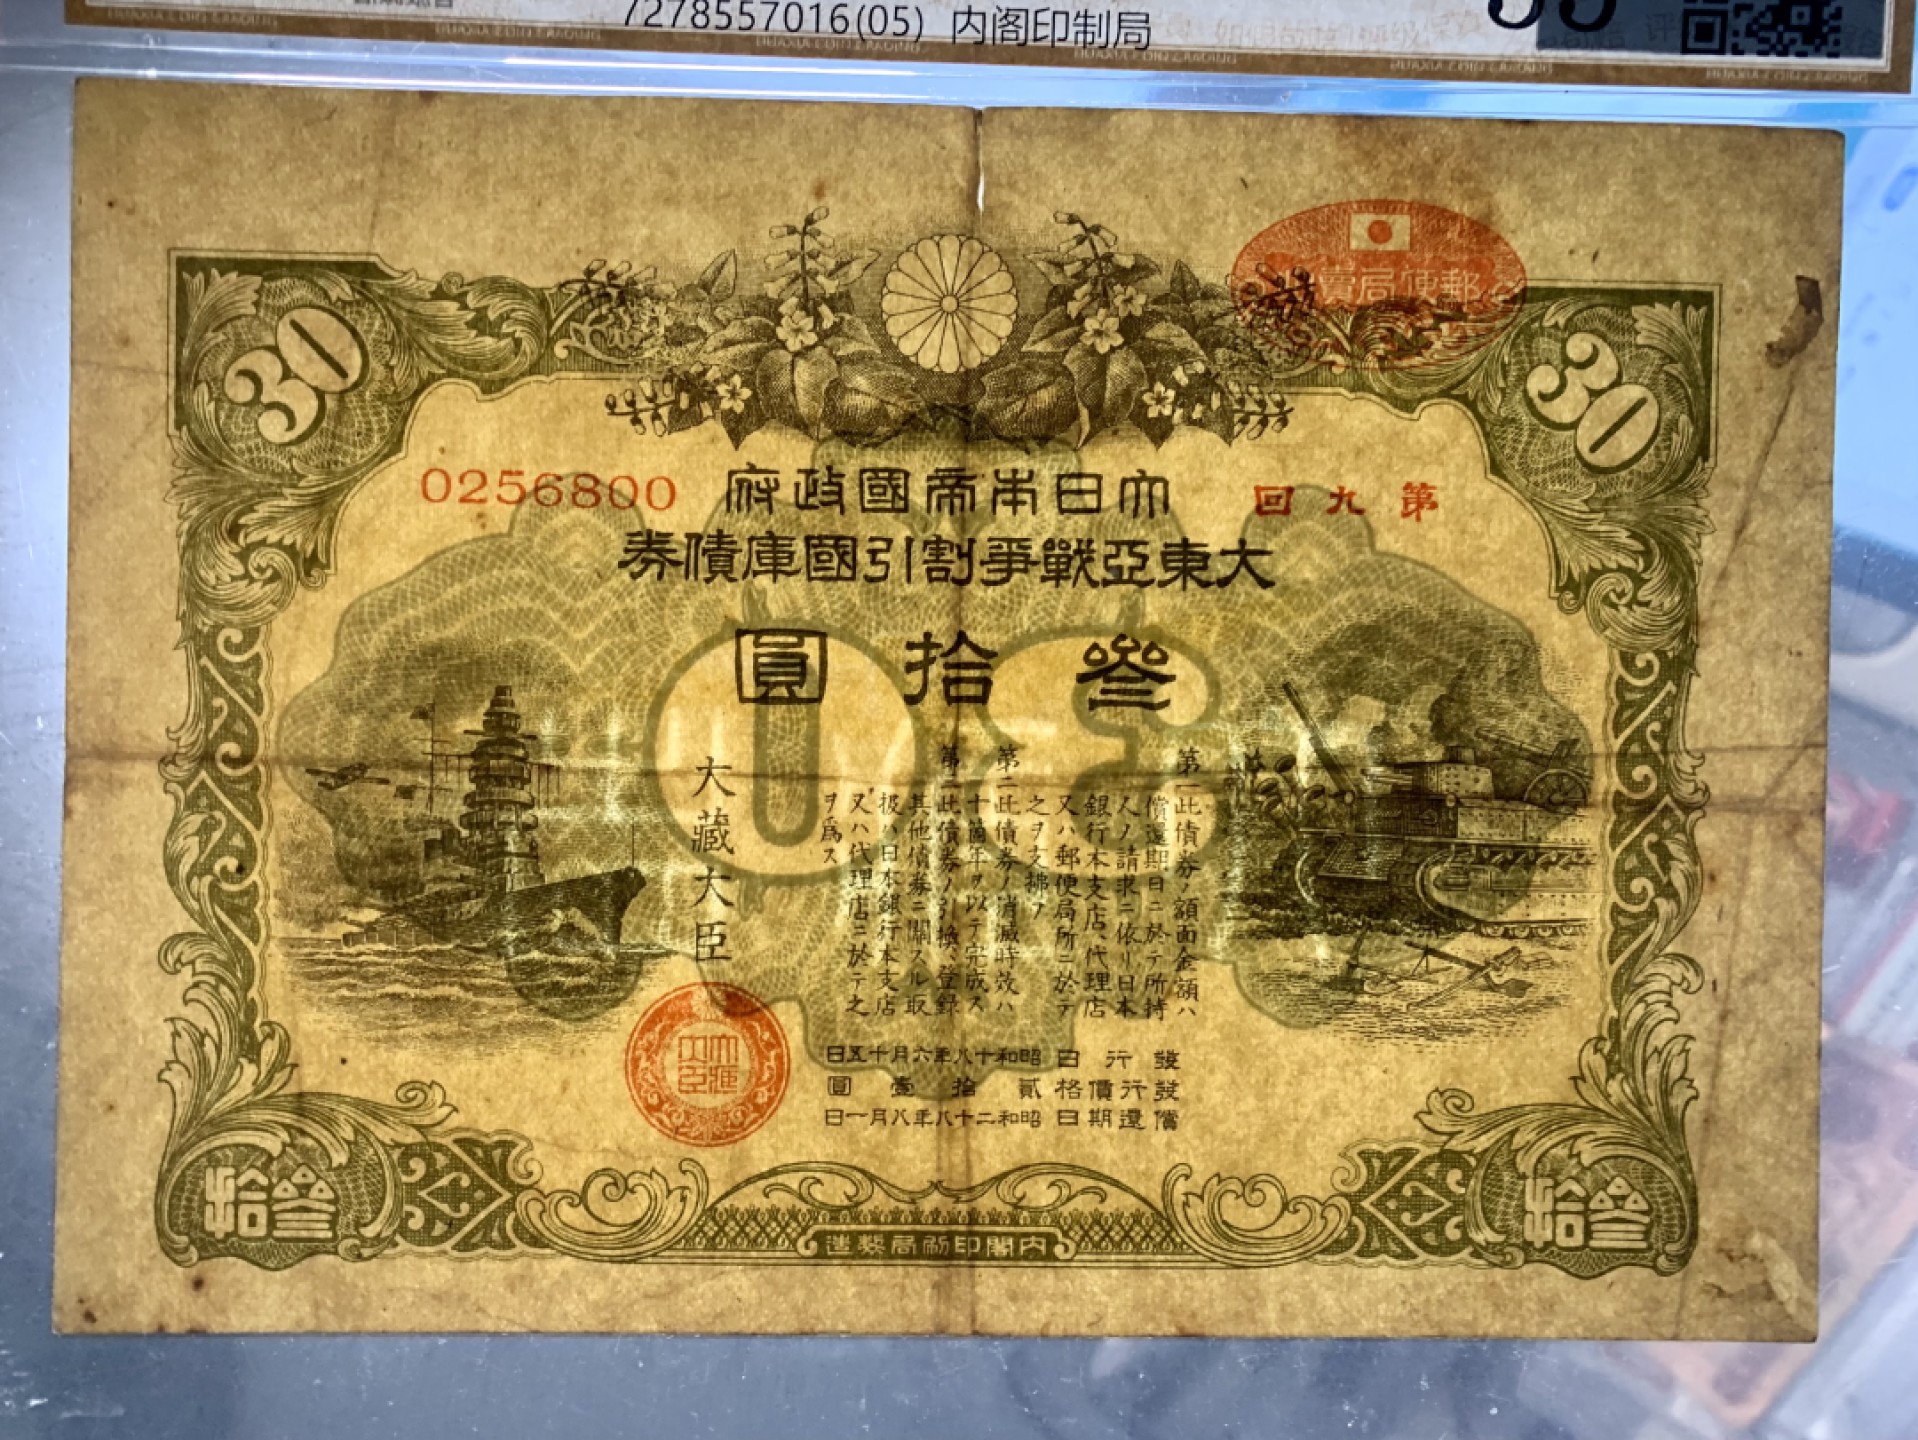 7278557016(05) 内阁印制局
HUAXIA COIN GRADING
郵便局賣
30
30
0256800
大日本帝國政府
第九回
大東亞戰爭割引國庫債券
叁拾圓
第一 此債券ノ額面金額ハ
償還期日ニ於テ所持
人ノ請求ニ依リ日本
銀行本支店、代理店
又ハ郵便局所ニ於テ
之ヲ支拂フ
第二 此債券ノ消滅時效ハ
十箇年ヲ以テ完成ス
第三 此債券ノ引換、登録
其他債券ニ關スル取
扱ハ日本銀行本支店
又ハ代理店ニ於テ之
ヲ爲ス
大藏大臣
發行日 昭和十八年六月十五日
發行價格 貳拾壹圓
償還期日 昭和二十八年八月一日
叁拾
叁拾
內閣印刷局製造